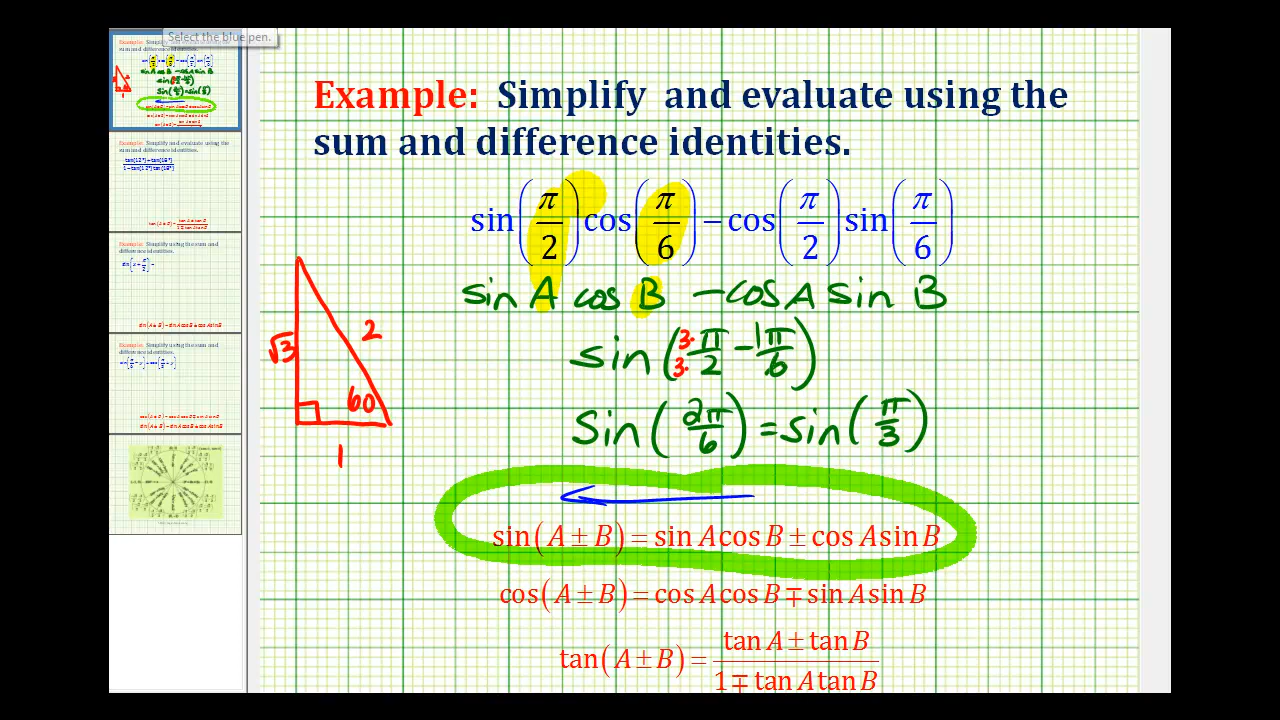 Select the blue pen.
Example: Simplify and evaluate using the
sum and difference identities.
sin(π/2)cos(π/6)−cos(π/2)sin(π/6)
sin A cos B − cos A sin B
sin(3·π/3·2 − 1π/6)
sin(2π/6) = sin(π/3)
√3
2
60
1
sin(A ± B) = sin A cos B ± cos A sin B
cos(A ± B) = cos A cos B ∓ sin A sin B
tan(A ± B) = (tan A ± tan B)/(1 ∓ tan A tan B)
Example: Simplify and evaluate using the
sum and difference identities.
Example: Simplify using the sum and
difference identities.
Example: Simplify using the sum and
difference identities.